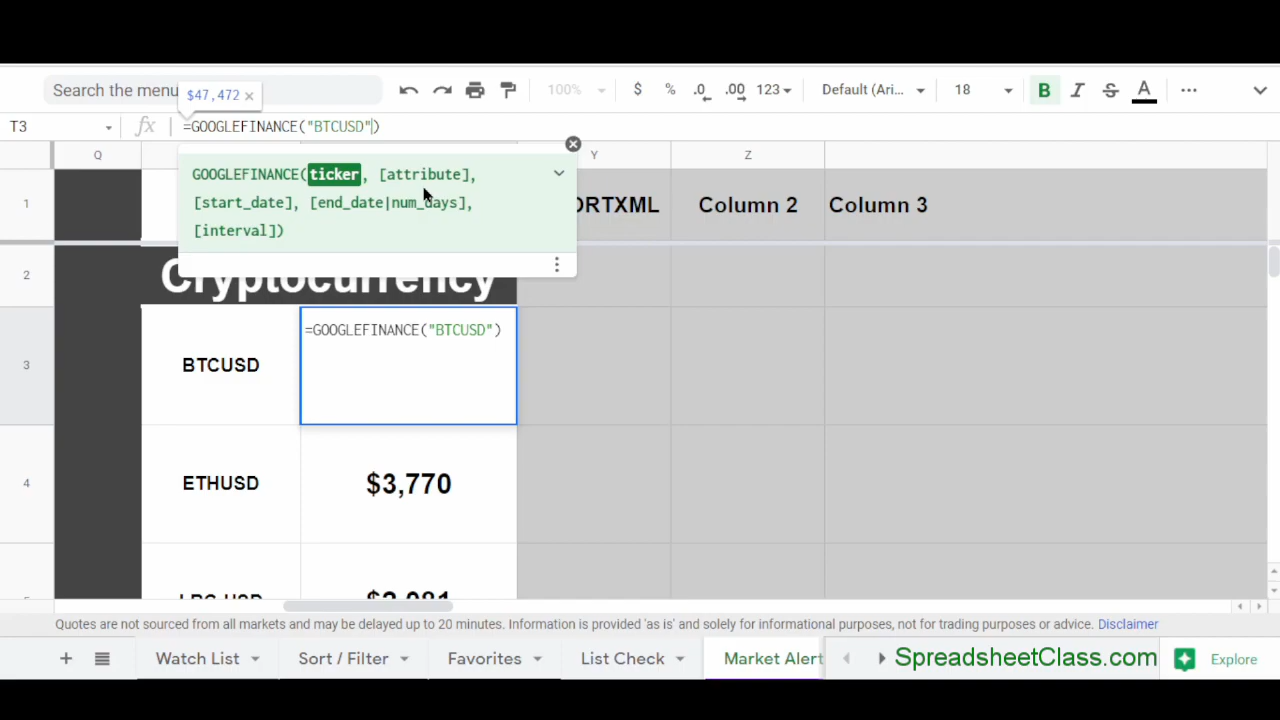 Search the menu
$47,472 ×
100%
$ % .0 .00 123
Default (Ari...
18
B I S A
T3
fx
=GOOGLEFINANCE("BTCUSD")
GOOGLEFINANCE(ticker, [attribute],
[start_date], [end_date|num_days],
[interval])
Q Y Z
1
ORTXML
Column 2
Column 3
2
Cryptocurrency
3
BTCUSD
=GOOGLEFINANCE("BTCUSD")
4
ETHUSD
$3,770
Quotes are not sourced from all markets and may be delayed up to 20 minutes. Information is provided 'as is' and solely for informational purposes, not for trading purposes or advice. Disclaimer
Watch List
Sort / Filter
Favorites
List Check
Market Alert
SpreadsheetClass.com
Explore